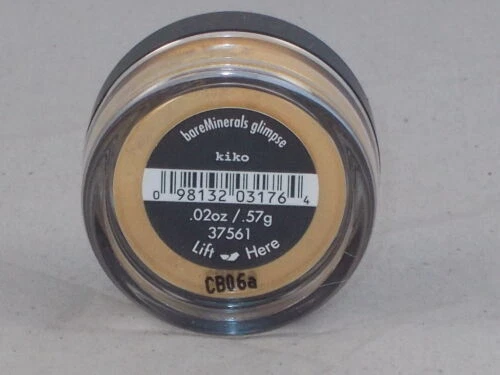 bareMinerals glimpse
kiko
0 98132 03176 4
.02oz /.57g
37561
Lift Here
CB06a